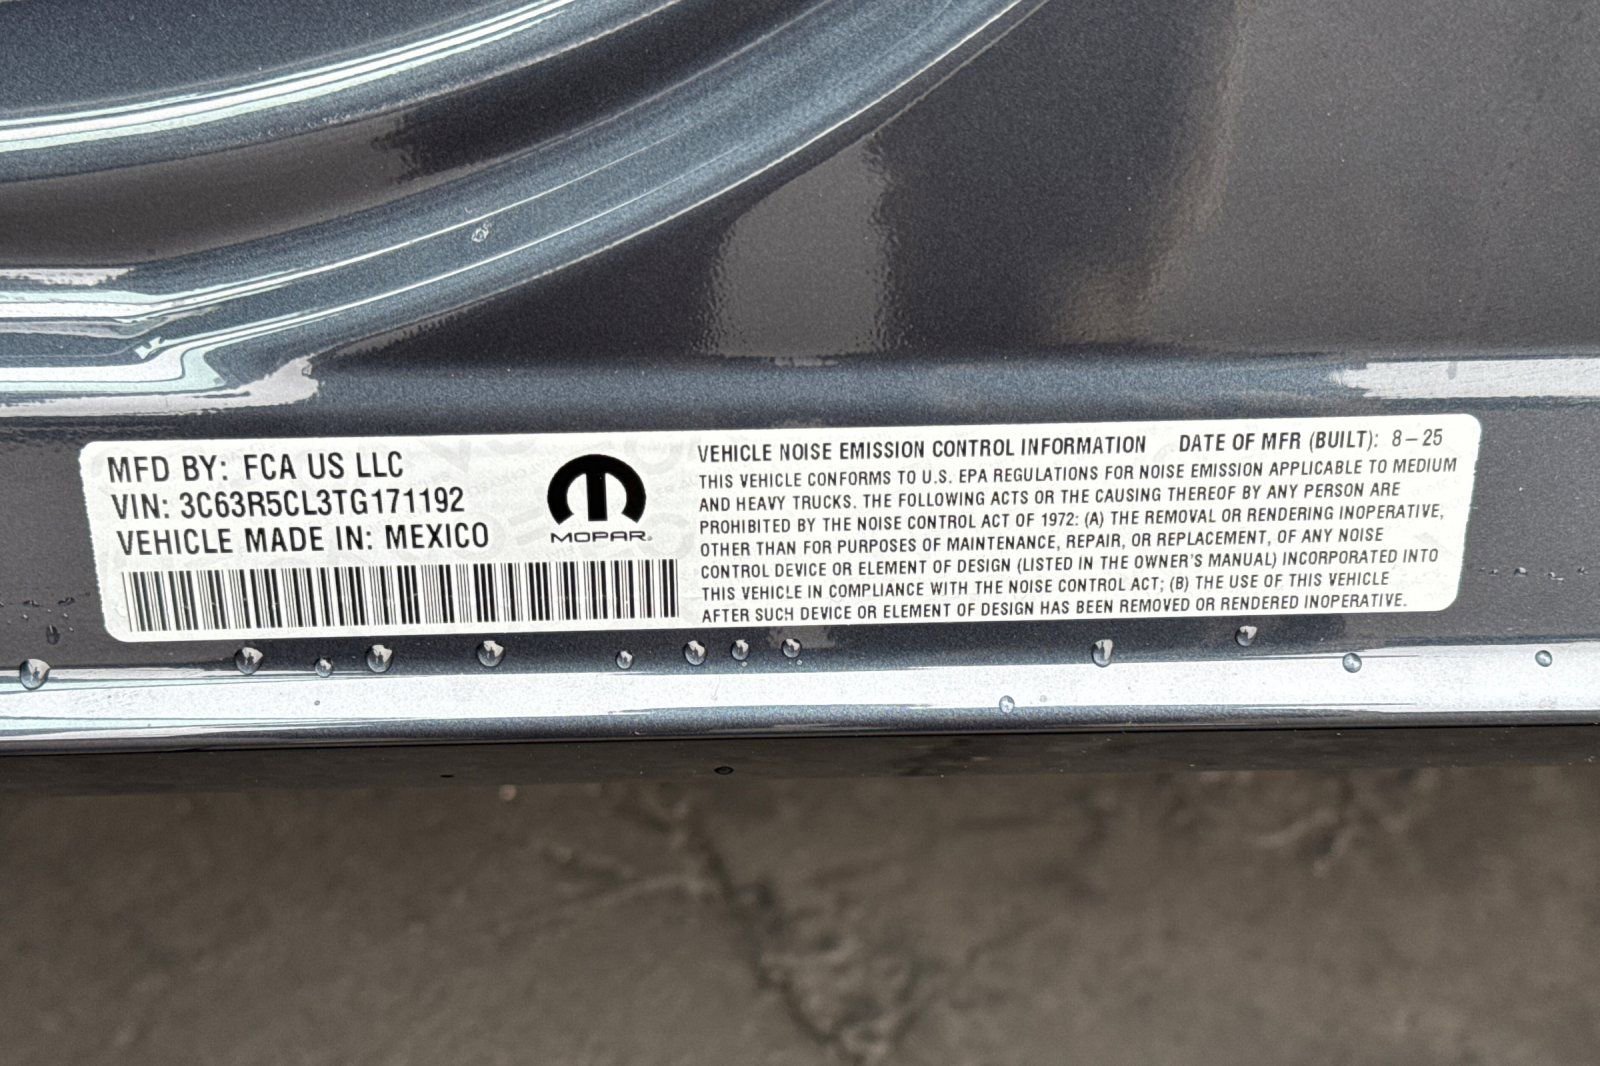 MFD BY: FCA US LLC
VIN: 3C63R5CL3TG171192
VEHICLE MADE IN: MEXICO
MOPAR®
VEHICLE NOISE EMISSION CONTROL INFORMATION DATE OF MFR (BUILT): 8-25
THIS VEHICLE CONFORMS TO U.S. EPA REGULATIONS FOR NOISE EMISSION APPLICABLE TO MEDIUM
AND HEAVY TRUCKS. THE FOLLOWING ACTS OR THE CAUSING THEREOF BY ANY PERSON ARE
PROHIBITED BY THE NOISE CONTROL ACT OF 1972: (A) THE REMOVAL OR RENDERING INOPERATIVE,
OTHER THAN FOR PURPOSES OF MAINTENANCE, REPAIR, OR REPLACEMENT, OF ANY NOISE
CONTROL DEVICE OR ELEMENT OF DESIGN (LISTED IN THE OWNER'S MANUAL) INCORPORATED INTO
THIS VEHICLE IN COMPLIANCE WITH THE NOISE CONTROL ACT; (B) THE USE OF THIS VEHICLE
AFTER SUCH DEVICE OR ELEMENT OF DESIGN HAS BEEN REMOVED OR RENDERED INOPERATIVE.